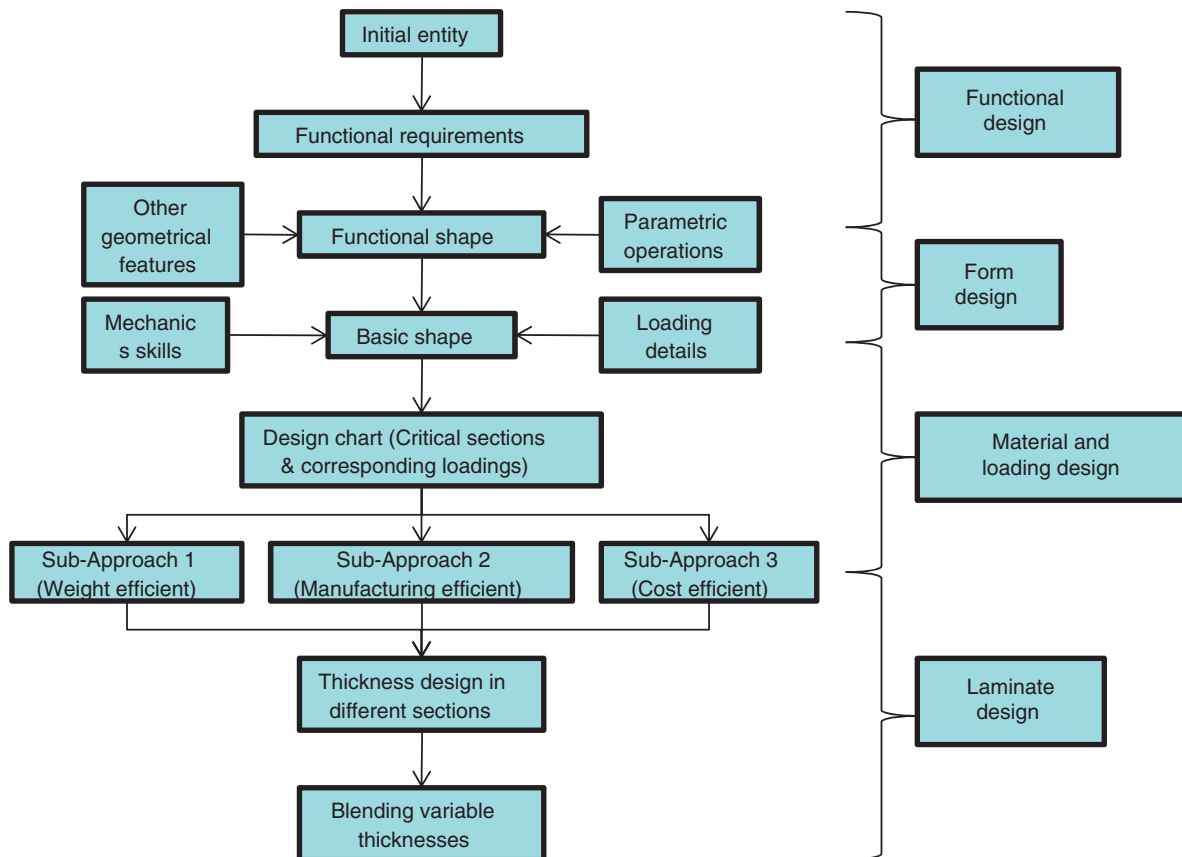 Initial entity
Functional requirements
Other
geometrical
features
Functional shape
Parametric
operations
Mechanic
s skills
Basic shape
Loading
details
Design chart (Critical sections
& corresponding loadings)
Sub-Approach 1
(Weight efficient)
Sub-Approach 2
(Manufacturing efficient)
Sub-Approach 3
(Cost efficient)
Thickness design in
different sections
Blending variable
thicknesses
Functional
design
Form
design
Material and
loading design
Laminate
design